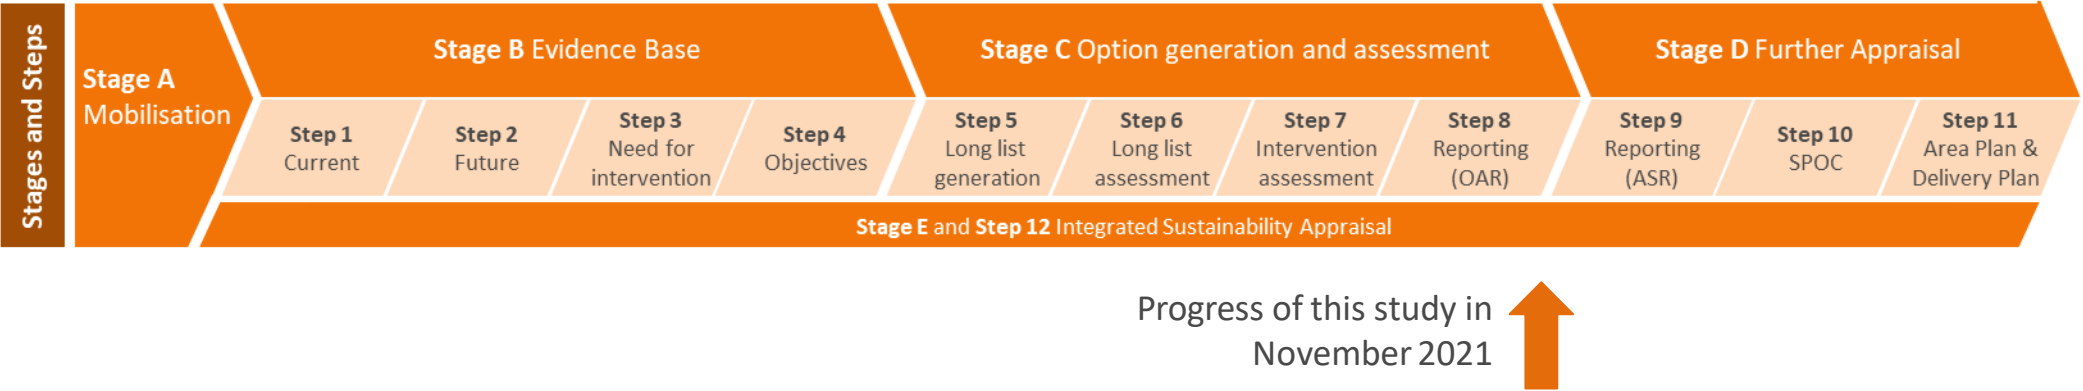 Stages and Steps
Stage A
Mobilisation
Stage B Evidence Base
Step 1
Current
Step 2
Future
Step 3
Need for
intervention
Step 4
Objectives
Stage C Option generation and assessment
Step 5
Long list
generation
Step 6
Long list
assessment
Step 7
Intervention
assessment
Step 8
Reporting
(OAR)
Stage D Further Appraisal
Step 9
Reporting
(ASR)
Step 10
SPOC
Step 11
Area Plan &
Delivery Plan
Stage E and Step 12 Integrated Sustainability Appraisal
Progress of this study in
November 2021